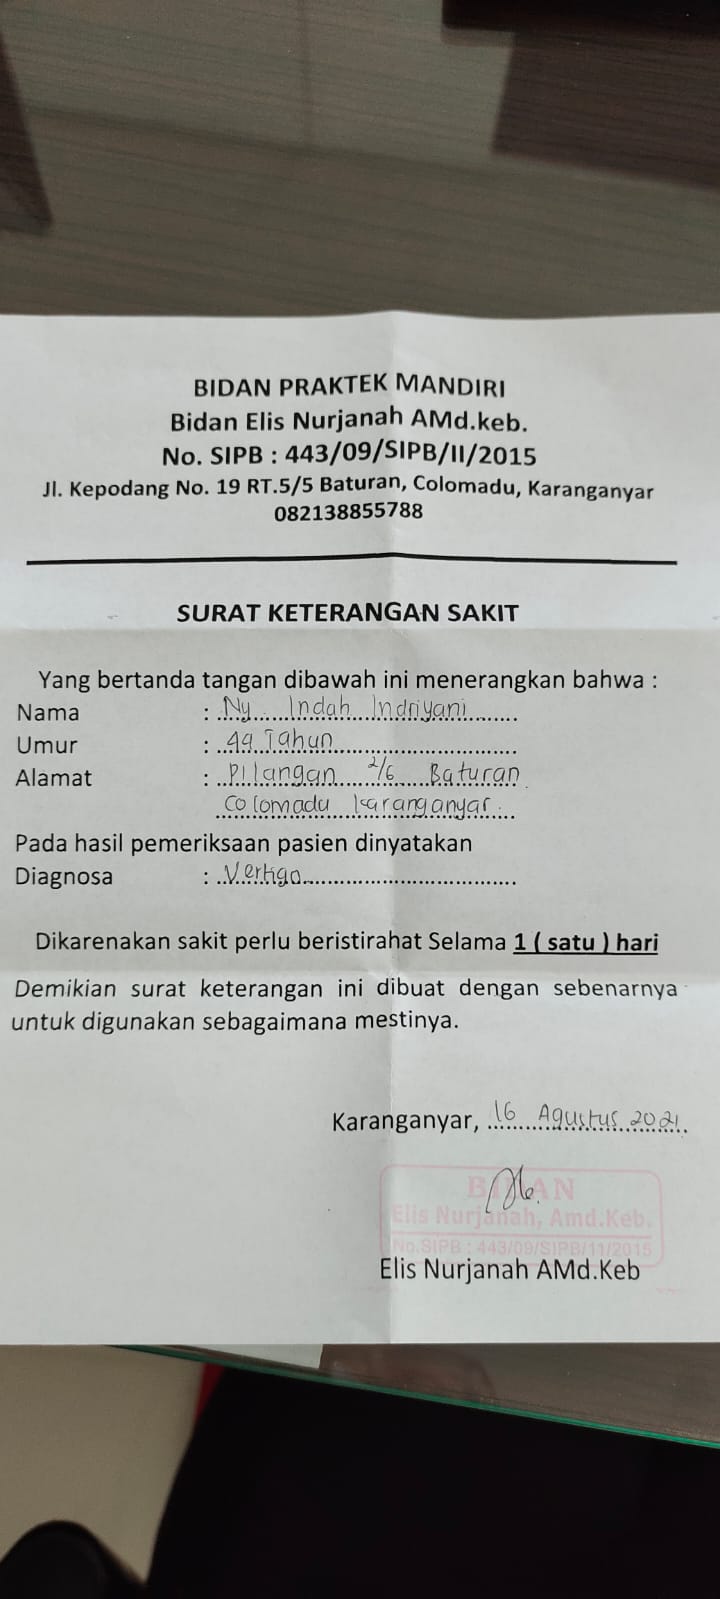 BIDAN PRAKTEK MANDIRI
Bidan Elis Nurjanah AMd.keb.
No. SIPB : 443/09/SIPB/II/2015
Jl. Kepodang No. 19 RT.5/5 Baturan, Colomadu, Karanganyar
082138855788
SURAT KETERANGAN SAKIT
Yang bertanda tangan dibawah ini menerangkan bahwa :
Nama : Ny. Indah Indriyani
Umur : Tahun
Alamat : Pilangan 2/6 Baturan
Colomadu Karanganyar
Pada hasil pemeriksaan pasien dinyatakan
Diagnosa : Vertigo
Dikarenakan sakit perlu beristirahat Selama 1 ( satu ) hari
Demikian surat keterangan ini dibuat dengan sebenarnya
untuk digunakan sebagaimana mestinya.
Karanganyar, 16 Agustus 2021
BIDAN
Elis Nurjanah, Amd.Keb.
No.SIPB : 443/09/SIPB/11/2015
Elis Nurjanah AMd.Keb